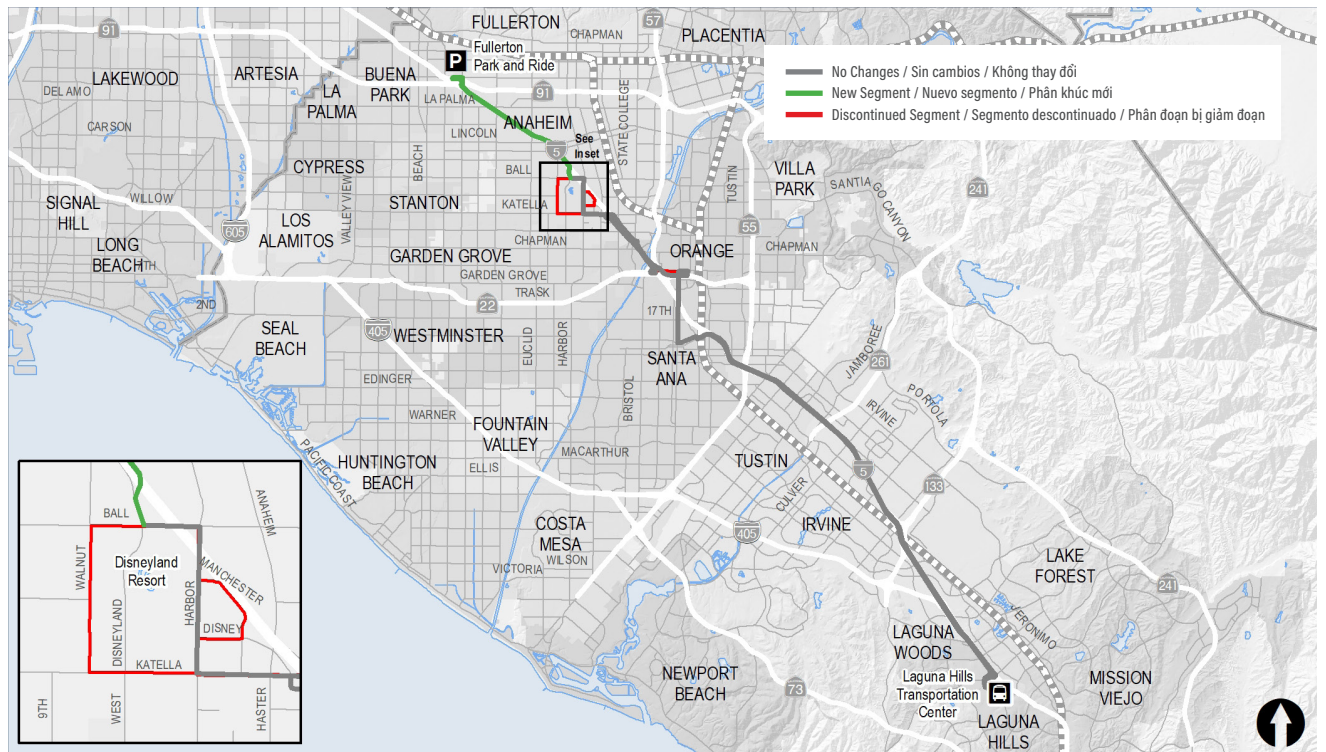 FULLERTON
PLACENTIA
CHAPMAN
57
91
P
Fullerton
Park and Ride
No Changes / Sin cambios / Không thay đổi
New Segment / Nuevo segmento / Phân khúc mới
Discontinued Segment / Segmento descontinuado / Phân đoạn bị giảm đoạn
LAKEWOOD
ARTESIA
BUENA
PARK
DEL AMO
LA
PALMA
LA PALMA
91
ANAHEIM
STATE COLLEGE
CARSON
LINCOLN
5
See
Inset
BALL
CYPRESS
BEACH
TUSTIN
VILLA
PARK
SANTIAGO CANYON
241
WILLOW
SIGNAL
HILL
STANTON
KATELLA
LOS
ALAMITOS
VALLEY VIEW
605
LONG
BEACH
7TH
CHAPMAN
ORANGE
55
CHAPMAN
GARDEN GROVE
GARDEN GROVE
TRASK
22
2ND
17TH
SEAL
BEACH
405
WESTMINSTER
EUCLID
HARBOR
SANTA
ANA
JAMBOREE
261
EDINGER
BRISTOL
PORTOLA
IRVINE
WARNER
FOUNTAIN
VALLEY
MACARTHUR
PACIFIC COAST
HUNTINGTON
BEACH
ELLIS
TUSTIN
5
133
CULVER
COSTA
MESA
WILSON
VICTORIA
405
IRVINE
LAKE
FOREST
241
JERONIMO
LAGUNA
WOODS
Laguna Hills
Transportation
Center
MISSION
VIEJO
NEWPORT
BEACH
73
LAGUNA
HILLS
BALL
ANAHEIM
WALNUT
Disneyland
Resort
MANCHESTER
HARBOR
DISNEYLAND
DISNEY
KATELLA
9TH
WEST
HASTER